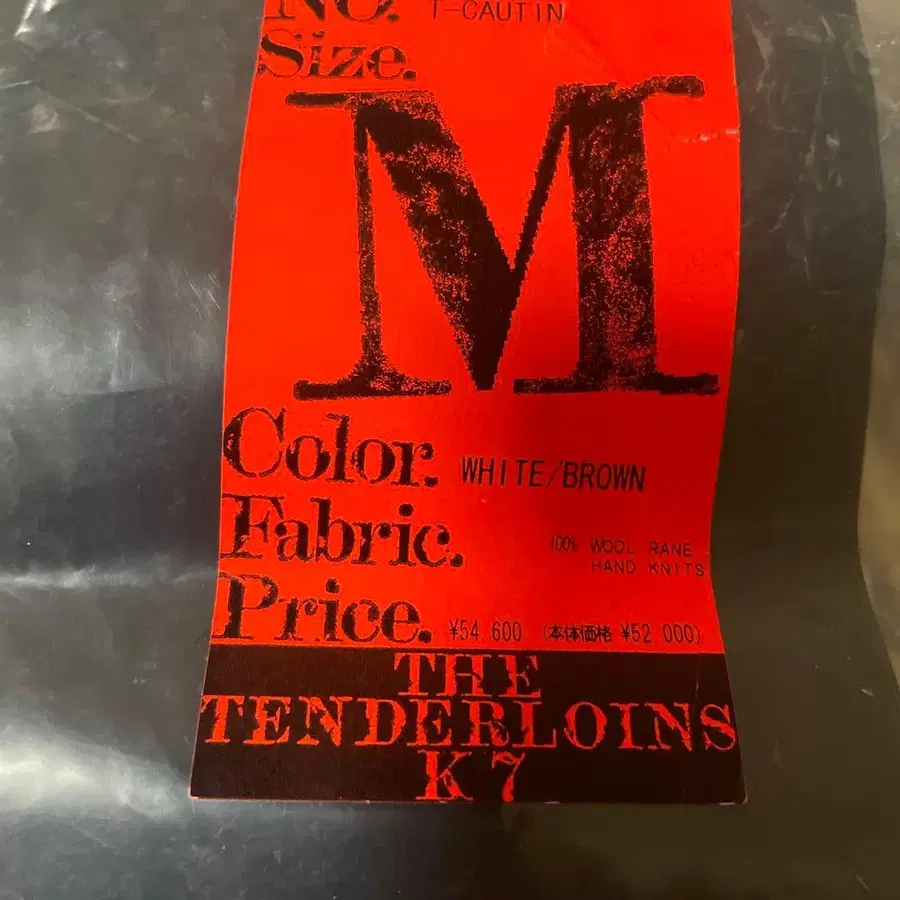 NO. T-CAUTIN
Size.
M
Color. WHITE/BROWN
Fabric. 100% WOOL RANE
HAND KNITS
Price. ¥54,600 (本体価格 ¥52 000)
THE
TENDERLOINS
K7